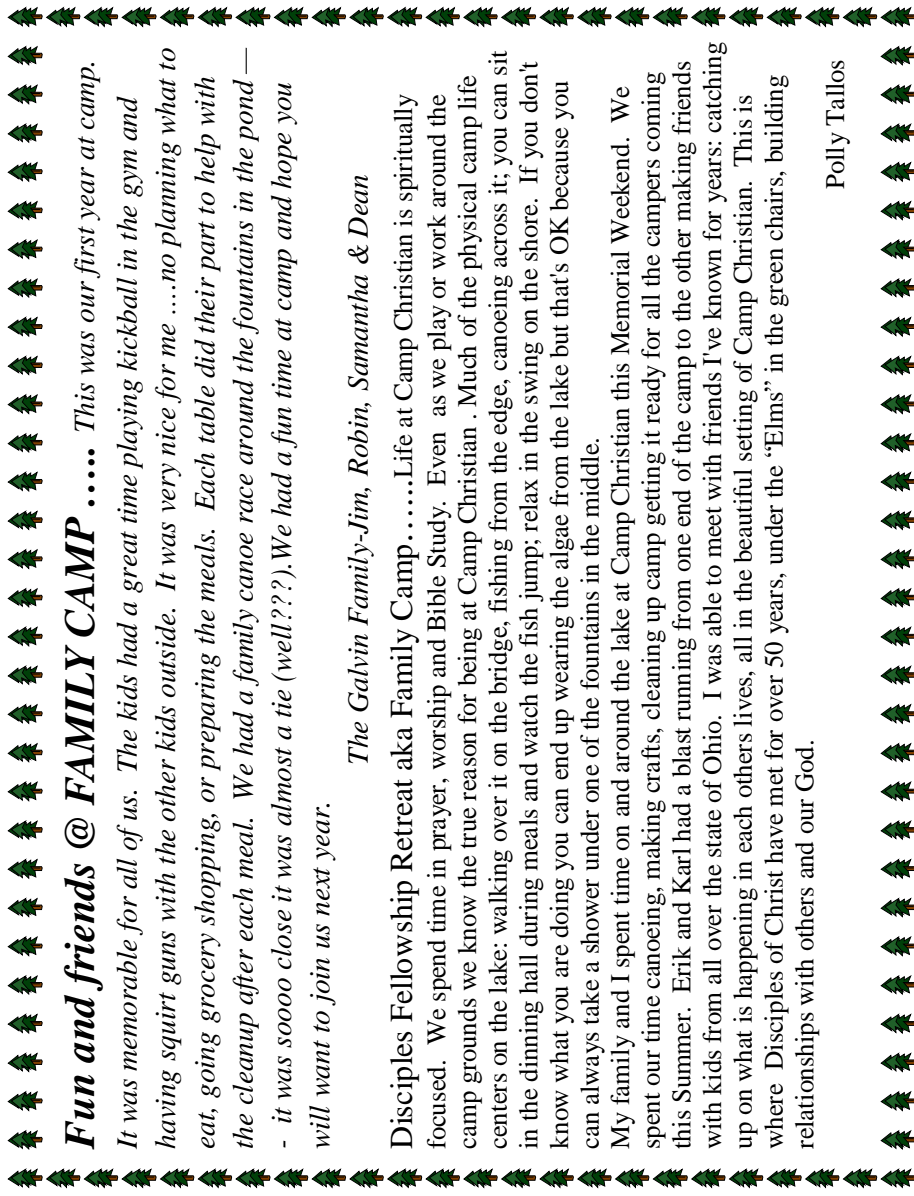 Fun and friends @ FAMILY CAMP ….. This was our first year at camp.
It was memorable for all of us.  The kids had a great time playing kickball in the gym and
having squirt guns with the other kids outside.  It was very nice for me ….no planning what to
eat, going grocery shopping, or preparing the meals.  Each table did their part to help with
the cleanup after each meal.  We had a family canoe race around the fountains in the pond—
- it was soooo close it was almost a tie (well???).We had a fun time at camp and hope you
will want to join us next year.
The Galvin Family-Jim, Robin, Samantha & Dean
Disciples Fellowship Retreat aka Family Camp……Life at Camp Christian is spiritually
focused.  We spend time in prayer, worship and Bible Study.  Even  as we play or work around the
camp grounds we know the true reason for being at Camp Christian . Much of the physical camp life
centers on the lake: walking over it on the bridge, fishing from the edge, canoeing across it; you can sit
in the dinning hall during meals and watch the fish jump; relax in the swing on the shore.  If you don't
know what you are doing you can end up wearing the algae from the lake but that's OK because you
can always take a shower under one of the fountains in the middle.
My family and I spent time on and around the lake at Camp Christian this Memorial Weekend.  We
spent our time canoeing, making crafts, cleaning up camp getting it ready for all the campers coming
this Summer.  Erik and Karl had a blast running from one end of the camp to the other making friends
with kids from all over the state of Ohio.  I was able to meet with friends I've known for years: catching
up on what is happening in each others lives, all in the beautiful setting of Camp Christian.  This is
where  Disciples of Christ have met for over 50 years, under the “Elms” in the green chairs,  building
relationships with others and our God.
Polly Tallos